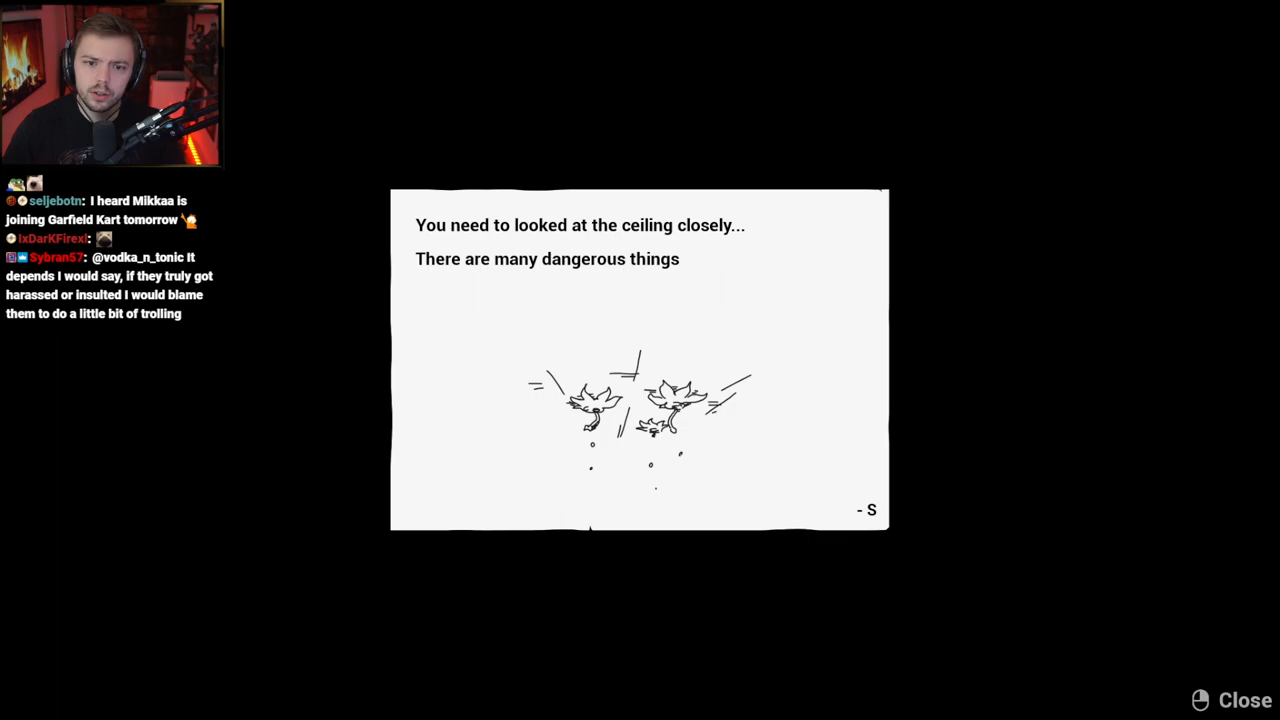 seljebotn: I heard Mikkaa is
joining Garfield Kart tomorrow
IxDarKFirexI:
Sybran57: @vodka_n_tonic It
depends I would say, if they truly got
harassed or insulted I would blame
them to do a little bit of trolling
You need to looked at the ceiling closely...
There are many dangerous things
- S
Close